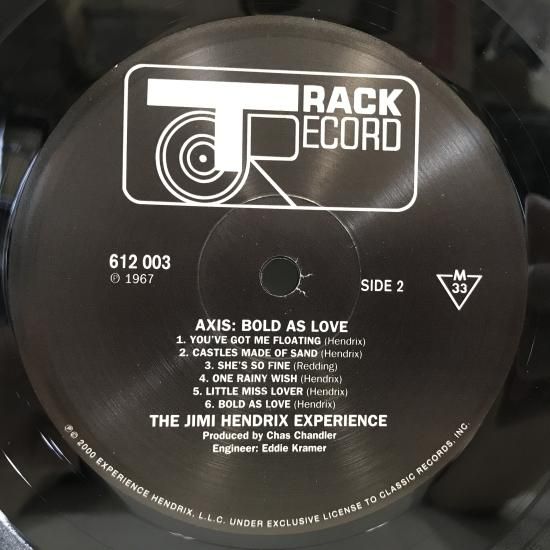 TRACK
RECORD
612 003
℗ 1967
SIDE 2
M
33
AXIS: BOLD AS LOVE
1. YOU'VE GOT ME FLOATING (Hendrix)
2. CASTLES MADE OF SAND (Hendrix)
3. SHE'S SO FINE (Redding)
4. ONE RAINY WISH (Hendrix)
5. LITTLE MISS LOVER (Hendrix)
6. BOLD AS LOVE (Hendrix)
THE JIMI HENDRIX EXPERIENCE
Produced by Chas Chandler
Engineer: Eddie Kramer
℗ © 2000 EXPERIENCE HENDRIX, L.L.C. UNDER EXCLUSIVE LICENSE TO CLASSIC RECORDS, INC.